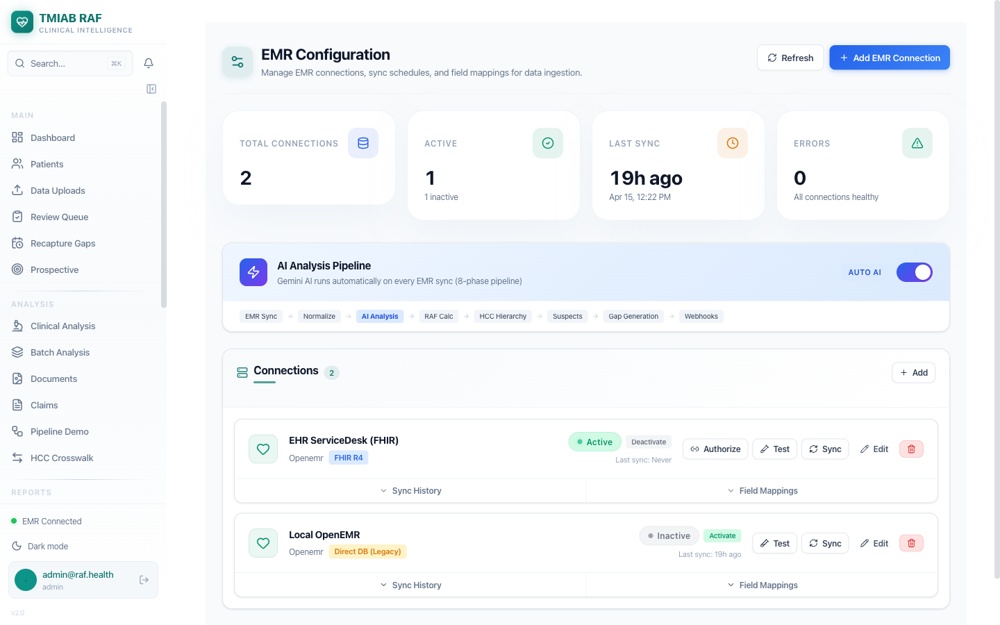 TMIAB RAF
CLINICAL INTELLIGENCE
Search...
⌘K
MAIN
Dashboard
Patients
Data Uploads
Review Queue
Recapture Gaps
Prospective
ANALYSIS
Clinical Analysis
Batch Analysis
Documents
Claims
Pipeline Demo
HCC Crosswalk
REPORTS
EMR Connected
Dark mode
admin@raf.health
admin
v2.0
EMR Configuration
Manage EMR connections, sync schedules, and field mappings for data ingestion.
Refresh
Add EMR Connection
TOTAL CONNECTIONS
2
ACTIVE
1
1 inactive
LAST SYNC
19h ago
Apr 15, 12:22 PM
ERRORS
0
All connections healthy
AI Analysis Pipeline
Gemini AI runs automatically on every EMR sync (8-phase pipeline)
AUTO AI
EMR Sync → Normalize → AI Analysis → RAF Calc → HCC Hierarchy → Suspects → Gap Generation → Webhooks
Connections 2
Add
EHR ServiceDesk (FHIR)
Openemr FHIR R4
Active Deactivate
Last sync: Never
Authorize Test Sync Edit
Sync History Field Mappings
Local OpenEMR
Openemr Direct DB (Legacy)
Inactive Activate
Last sync: 19h ago
Test Sync Edit
Sync History Field Mappings